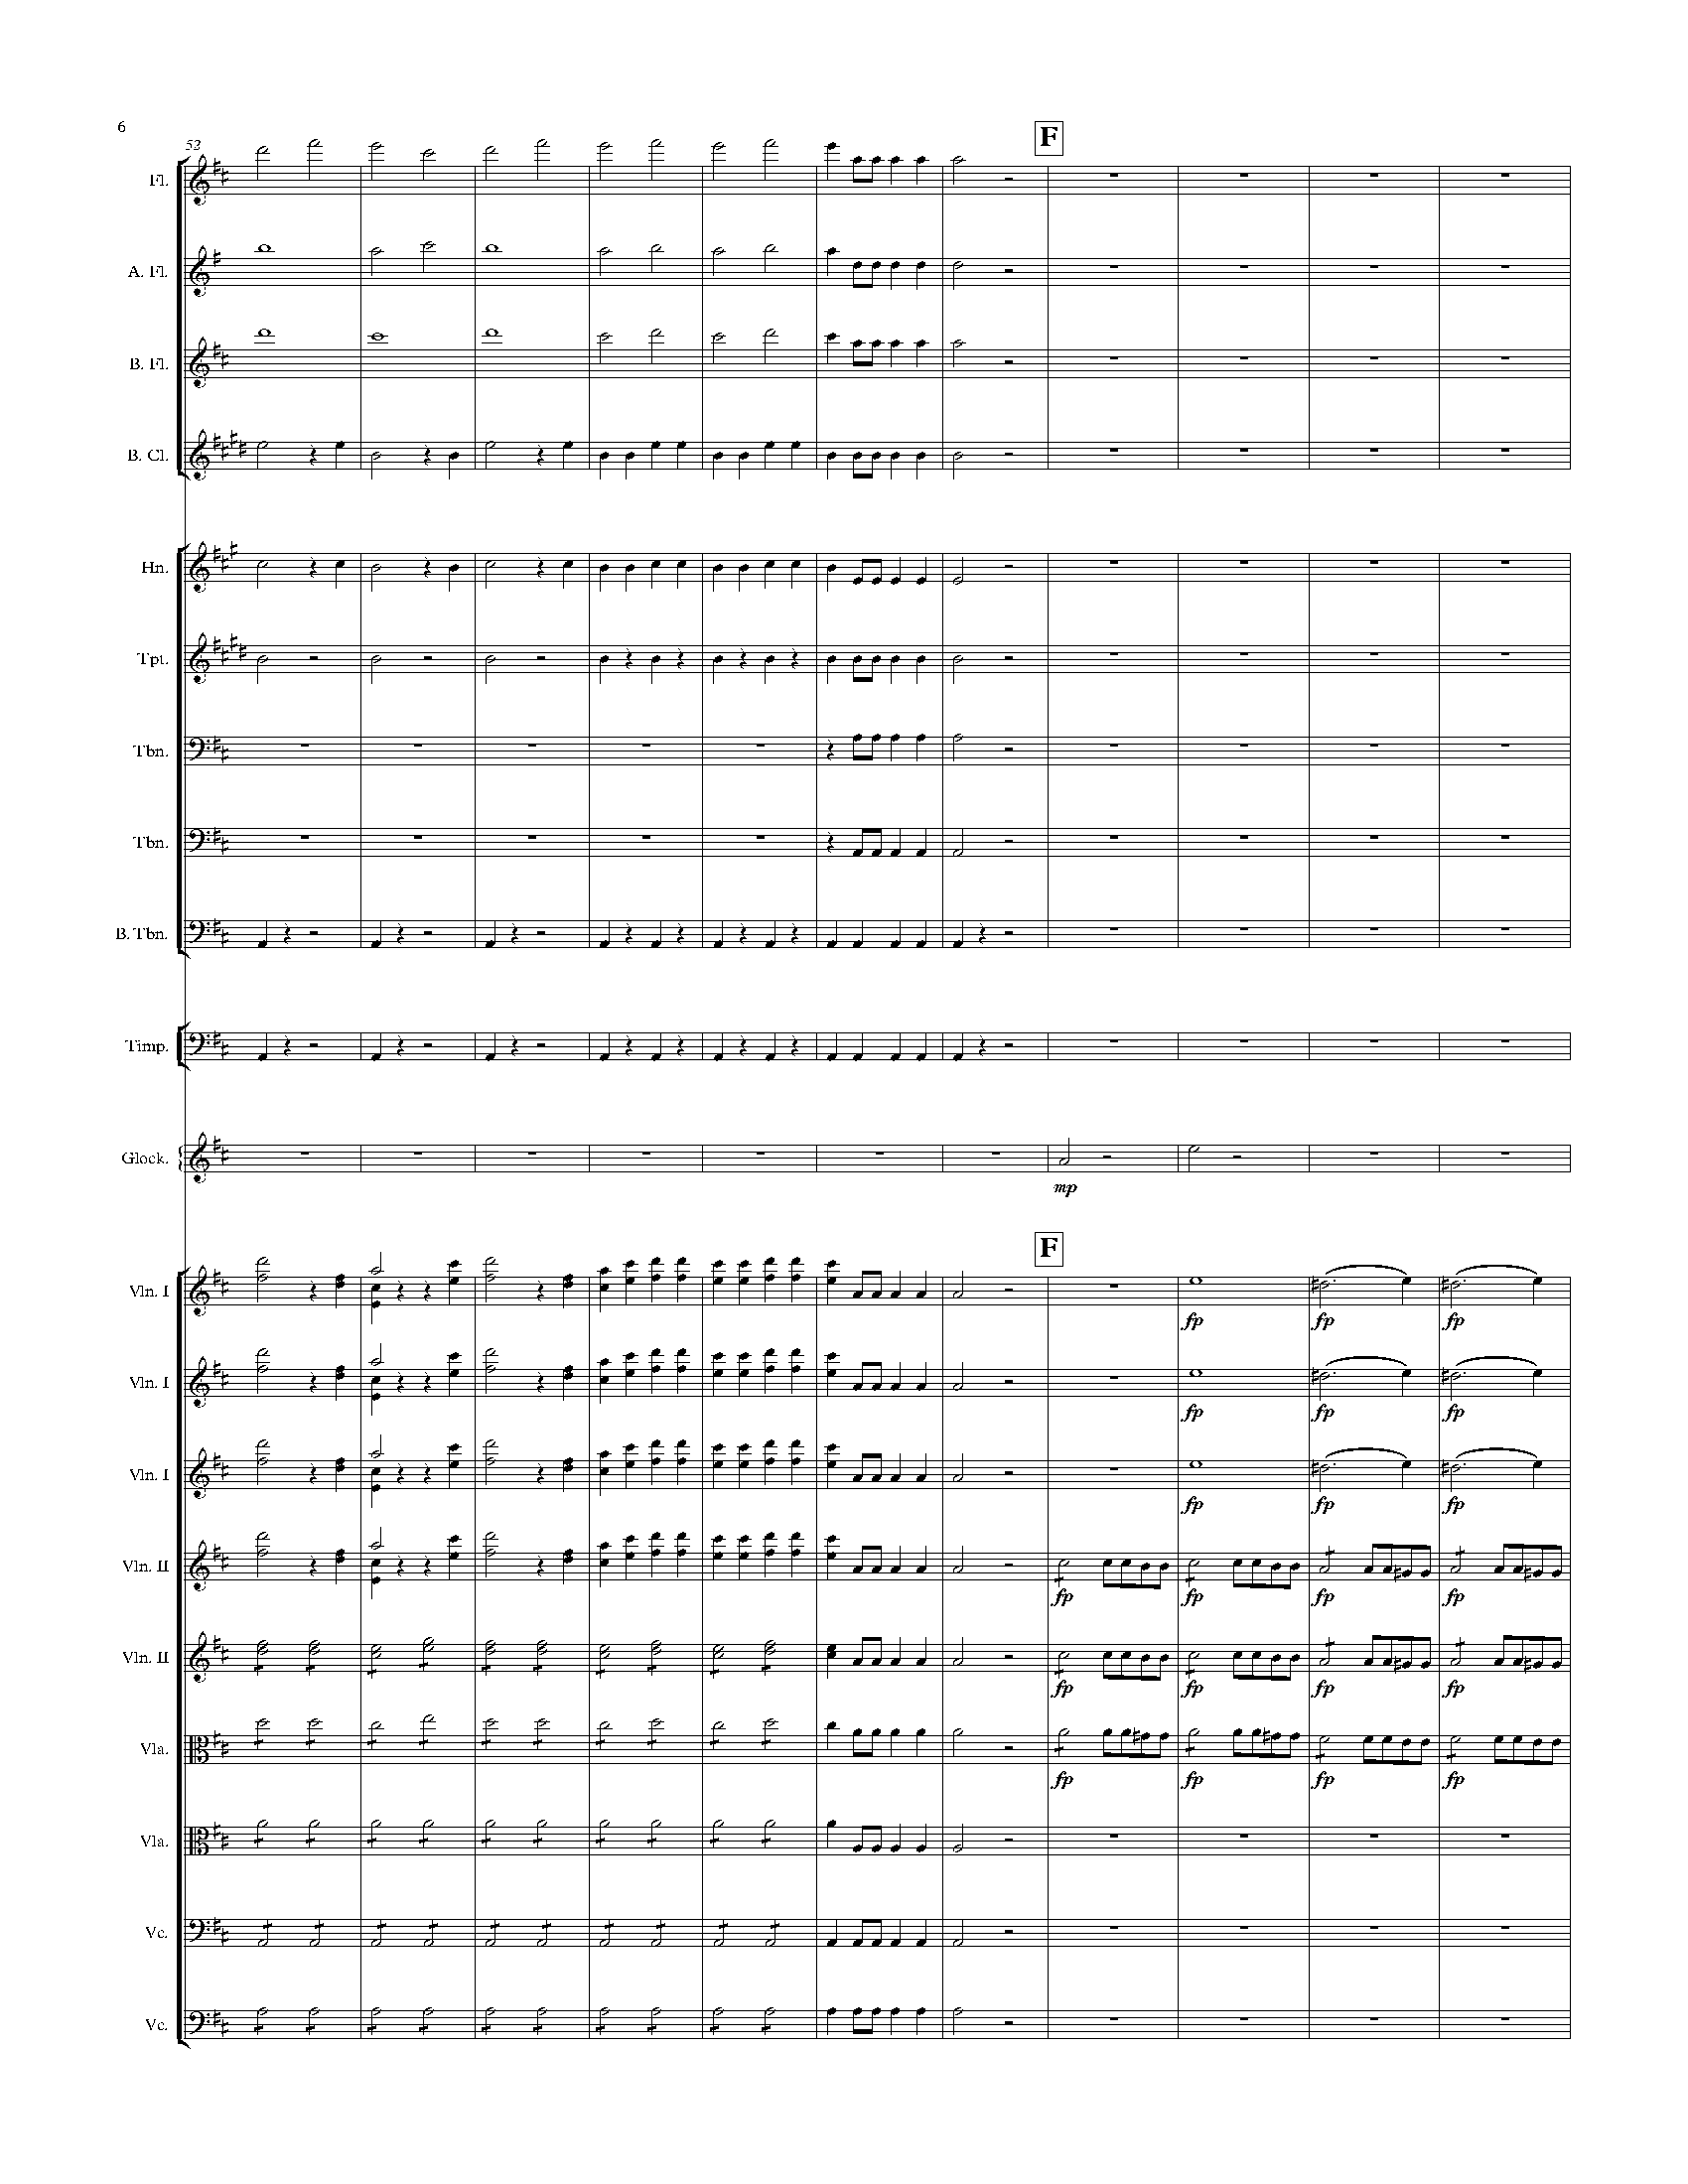 6
53
F
Fl.
A. Fl.
B. Fl.
B. Cl.
Hn.
Tpt.
Tbn.
Tbn.
B. Tbn.
Timp.
Glock.
mp
F
Vln. I
fp fp fp
Vln. I
fp fp fp
Vln. I
fp fp fp
Vln. II
fp fp fp fp
Vln. II
fp fp fp fp
Vla.
fp fp fp fp
Vla.
Vc.
Vc.